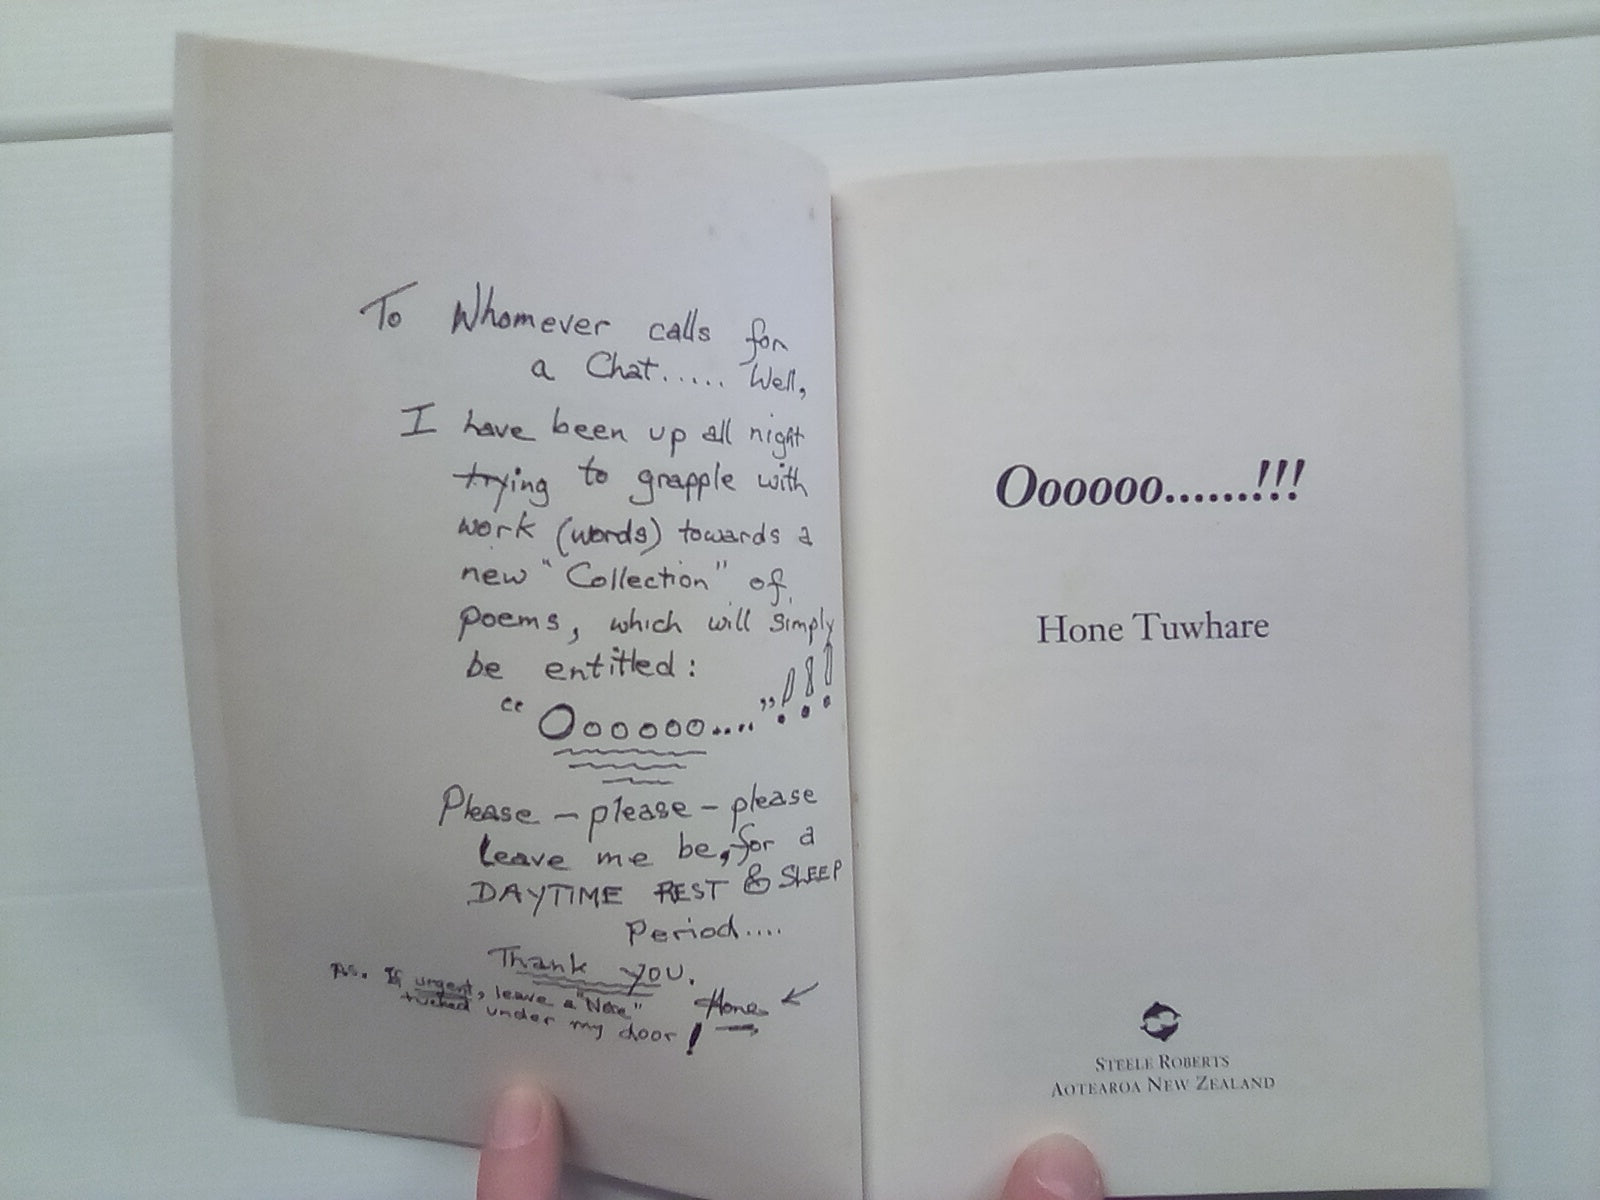 To Whomever calls for
a Chat..... Well,
I have been up all night
trying to grapple with
work (words) towards a
new "Collection" of
poems, which will simply
be entitled:
"Oooooo...."!!!
Please – please – please
leave me be, for a
DAYTIME REST & SLEEP
Period....
Thank you.
P.S. If urgent, leave a "Note"
tucked under my door!
Hone
Oooooo.......!!!
Hone Tuwhare
STEELE ROBERTS
AOTEAROA NEW ZEALAND